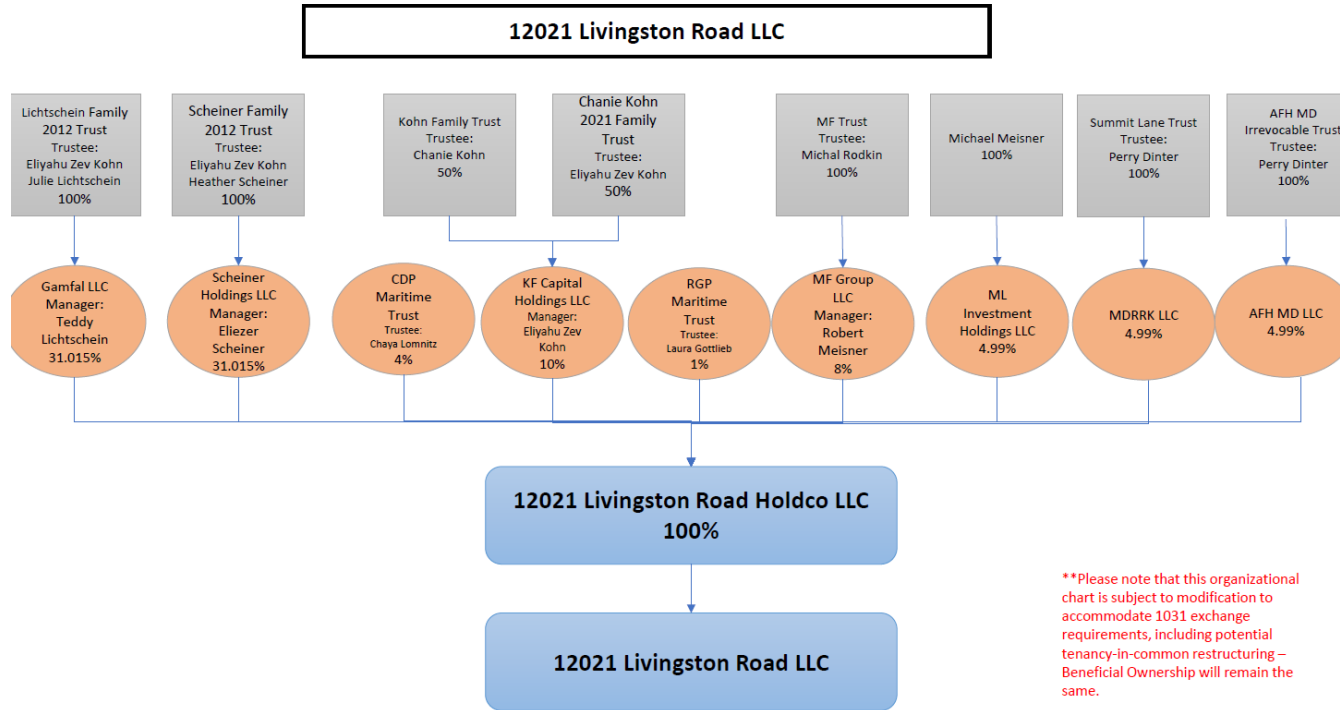 12021 Livingston Road LLC
Lichtschein Family
2012 Trust
Trustee:
Eliyahu Zev Kohn
Julie Lichtschein
100%
Scheiner Family
2012 Trust
Trustee:
Eliyahu Zev Kohn
Heather Scheiner
100%
Kohn Family Trust
Trustee:
Chanie Kohn
50%
Chanie Kohn
2021 Family
Trust
Trustee:
Eliyahu Zev Kohn
50%
MF Trust
Trustee:
Michal Rodkin
100%
Michael Meisner
100%
Summit Lane Trust
Trustee:
Perry Dinter
100%
AFH MD
Irrevocable Trust
Trustee:
Perry Dinter
100%
Gamfal LLC
Manager:
Teddy
Lichtschein
31.015%
Scheiner
Holdings LLC
Manager:
Eliezer
Scheiner
31.015%
CDP
Maritime
Trust
Trustee:
Chaya Lomnitz
4%
KF Capital
Holdings LLC
Manager:
Eliyahu Zev
Kohn
10%
RGP
Maritime
Trust
Trustee:
Laura Gottlieb
1%
MF Group
LLC
Manager:
Robert
Meisner
8%
ML
Investment
Holdings LLC
4.99%
MDRRK LLC
4.99%
AFH MD LLC
4.99%
12021 Livingston Road Holdco LLC
100%
12021 Livingston Road LLC
**Please note that this organizational
chart is subject to modification to
accommodate 1031 exchange
requirements, including potential
tenancy-in-common restructuring –
Beneficial Ownership will remain the
same.